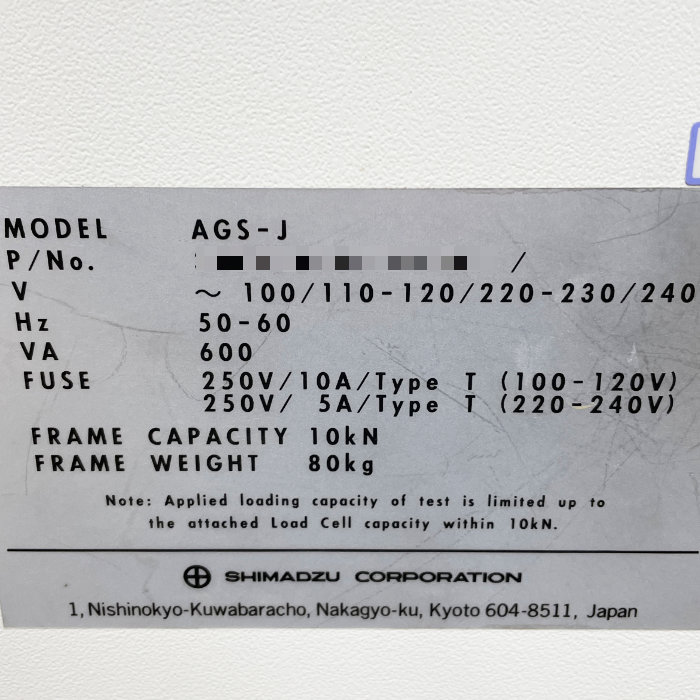 MODEL AGS-J
P/No. /
V ~ 100/110-120/220-230/240
Hz 50-60
VA 600
FUSE 250V/10A/Type T (100-120V)
250V/ 5A/Type T (220-240V)
FRAME CAPACITY 10kN
FRAME WEIGHT 80kg
Note: Applied loading capacity of test is limited up to
the attached Load Cell capacity within 10kN.
SHIMADZU CORPORATION
1, Nishinokyo-Kuwabaracho, Nakagyo-ku, Kyoto 604-8511, Japan